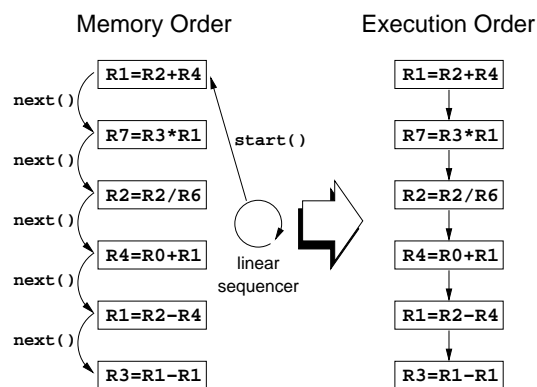 Memory Order
Execution Order
R1=R2+R4
next()
R7=R3*R1
next()
R2=R2/R6
next()
R4=R0+R1
next()
R1=R2-R4
next()
R3=R1-R1
start()
linear
sequencer
R1=R2+R4
R7=R3*R1
R2=R2/R6
R4=R0+R1
R1=R2-R4
R3=R1-R1